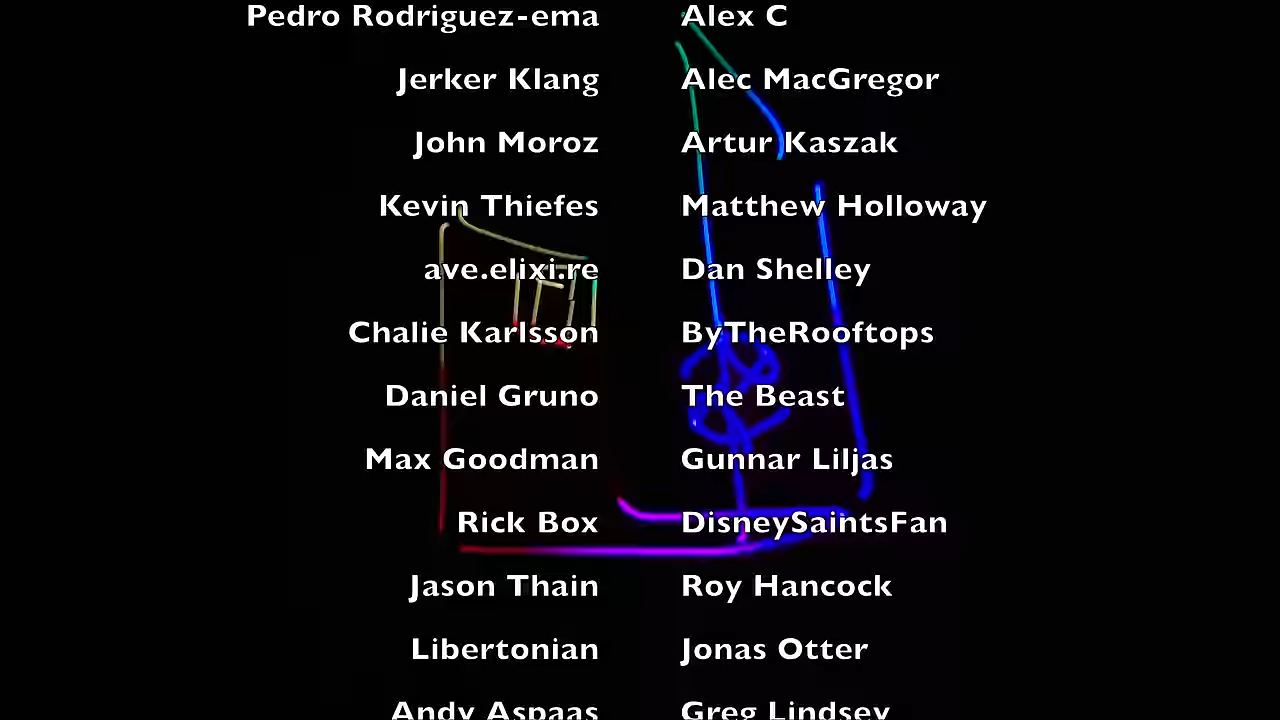 Pedro Rodriguez-ema Alex C
Jerker Klang Alec MacGregor
John Moroz Artur Kaszak
Kevin Thiefes Matthew Holloway
ave.elixi.re Dan Shelley
Chalie Karlsson ByTheRooftops
Daniel Gruno The Beast
Max Goodman Gunnar Liljas
Rick Box DisneySaintsFan
Jason Thain Roy Hancock
Libertonian Jonas Otter
Andy Aspaas Greg Lindsey